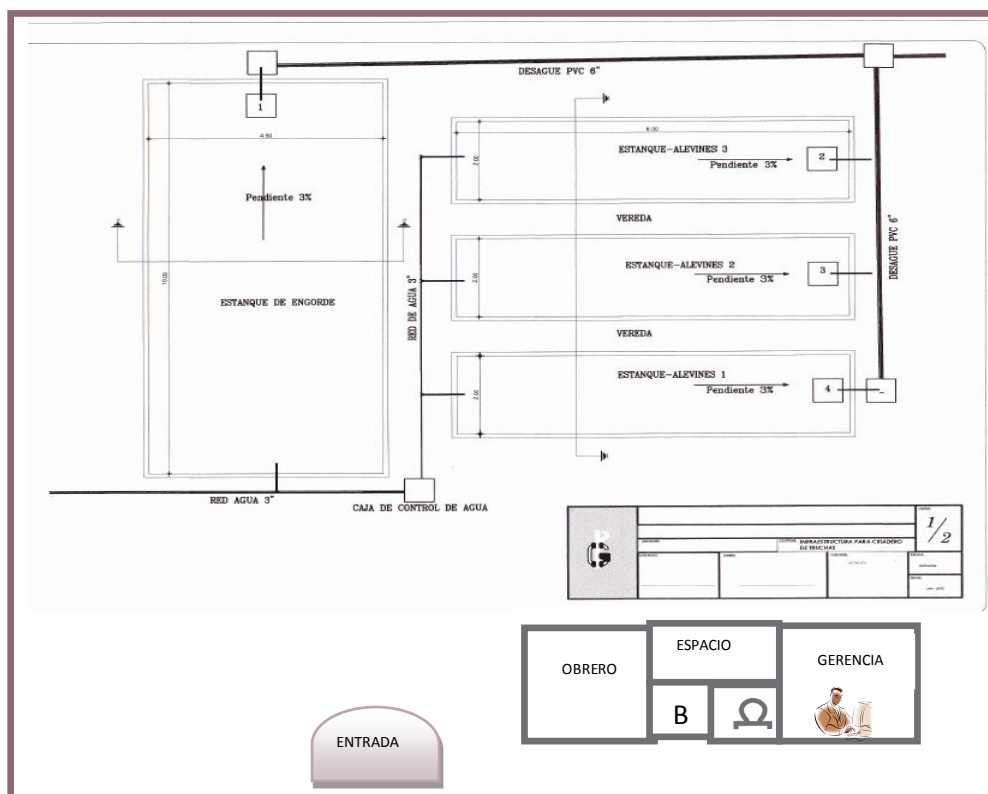 DESAGUE PVC 6"
1
4.50
Pendiente 3%
10.00
ESTANQUE DE ENGORDE
RED AGUA 3"
CAJA DE CONTROL DE AGUA
RED DE AGUA 3"
8.00
2.00
ESTANQUE-ALEVINES 3
Pendiente 3%
2
VEREDA
2.00
ESTANQUE-ALEVINES 2
Pendiente 3%
3
VEREDA
2.00
ESTANQUE-ALEVINES 1
Pendiente 3%
4
DESAGUE PVC 6"
INFRAESTRUCTURA PARA CRIADERO
DE TRUCHAS
1/2
OBRERO
ESPACIO
GERENCIA
B
Ω
ENTRADA